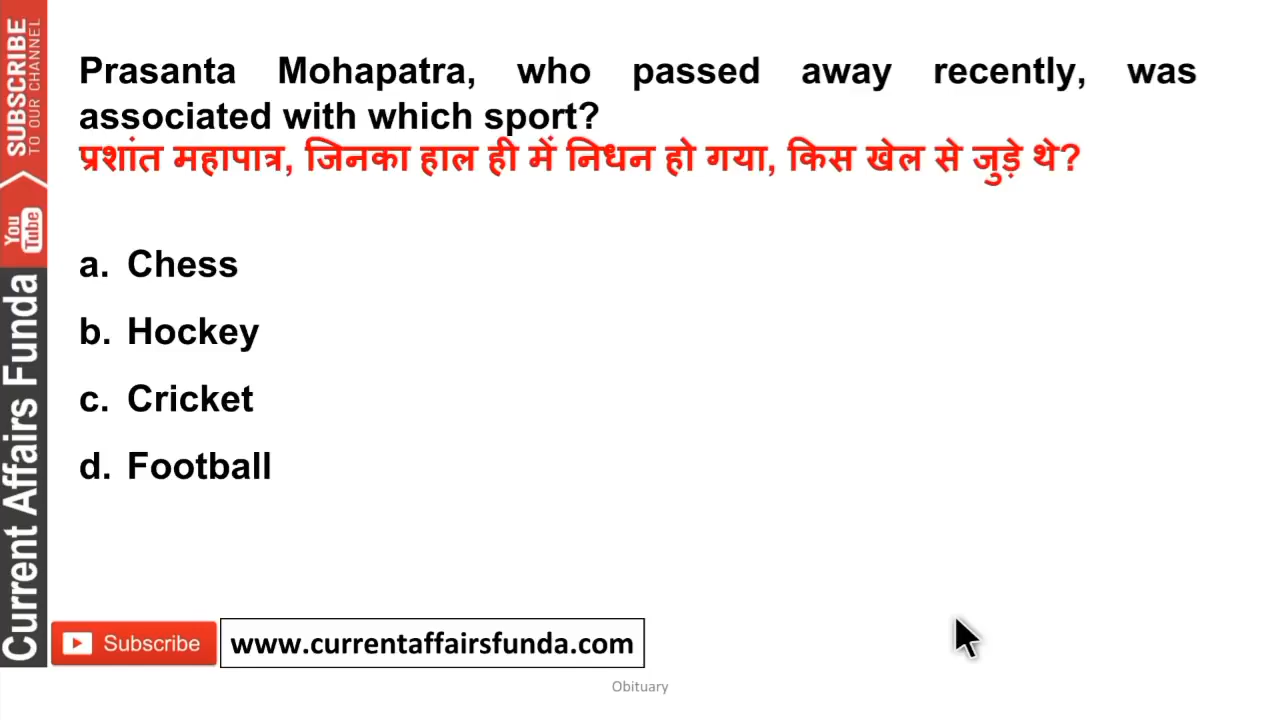 Prasanta Mohapatra, who passed away recently, was
associated with which sport?
प्रशांत महापात्र, जिनका हाल ही में निधन हो गया, किस खेल से जुड़े थे?
a. Chess
b. Hockey
c. Cricket
d. Football
SUBSCRIBE
TO OUR CHANNEL
You
Tube
Current Affairs Funda
Subscribe
www.currentaffairsfunda.com
Obituary